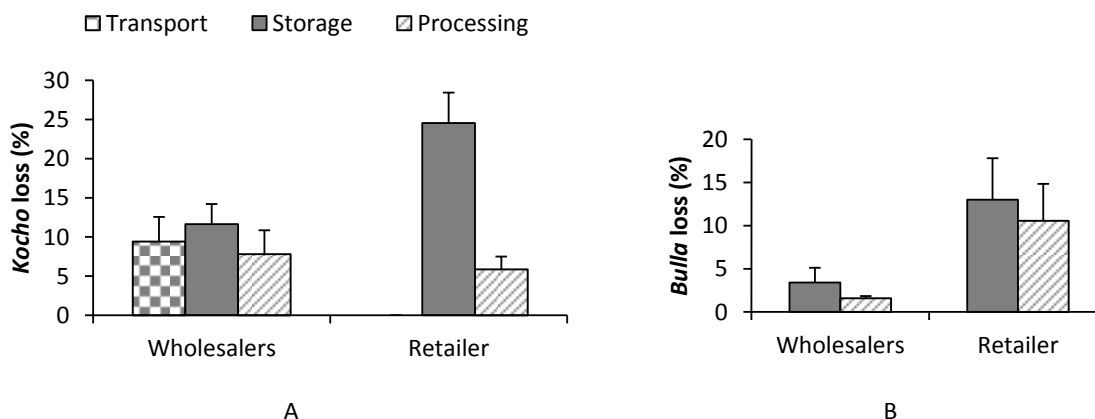 Transport Storage Processing
Kocho loss (%)
30
25
20
15
10
5
0
Wholesalers Retailer
A
Bulla loss (%)
20
15
10
5
0
Wholesalers Retailer
B